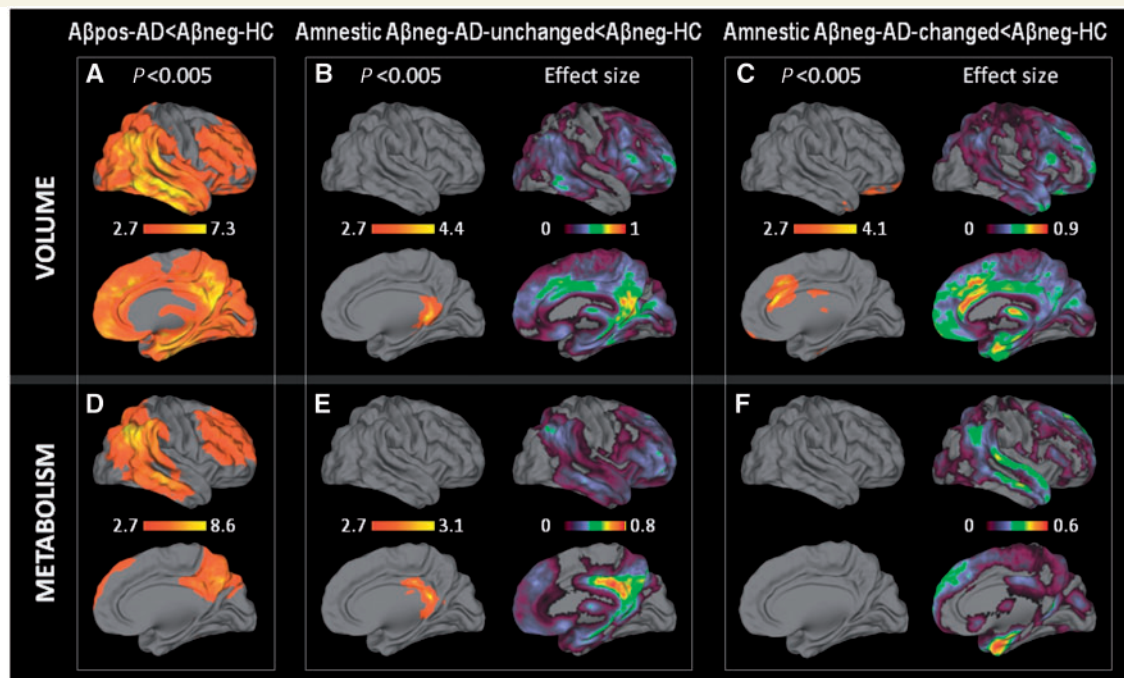 Aβpos-AD<Aβneg-HC
Amnestic Aβneg-AD-unchanged<Aβneg-HC
Amnestic Aβneg-AD-changed<Aβneg-HC
A P<0.005
B P<0.005 Effect size
C P<0.005 Effect size
VOLUME
2.7 7.3
2.7 4.4
0 1
2.7 4.1
0 0.9
METABOLISM
D
E
F
2.7 8.6
2.7 3.1
0 0.8
0 0.6